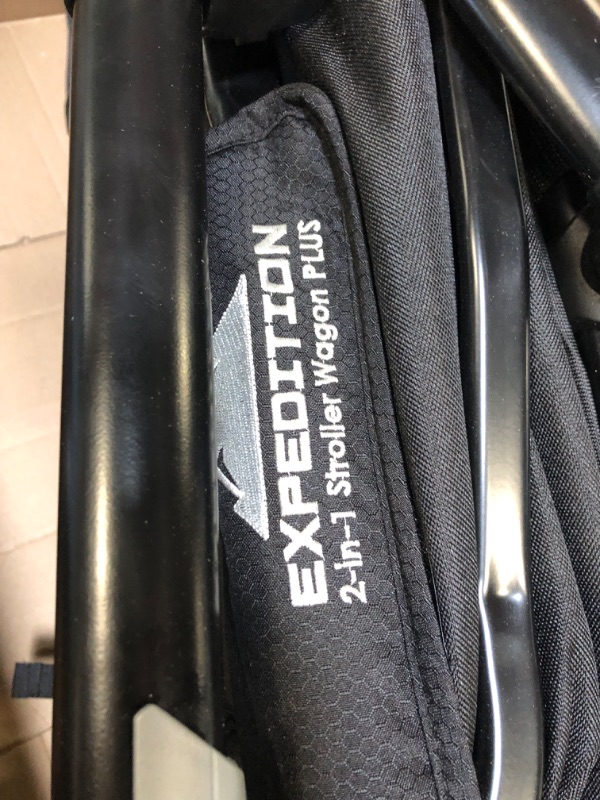 EXPEDITION
2-in-1 Stroller Wagon PLUS